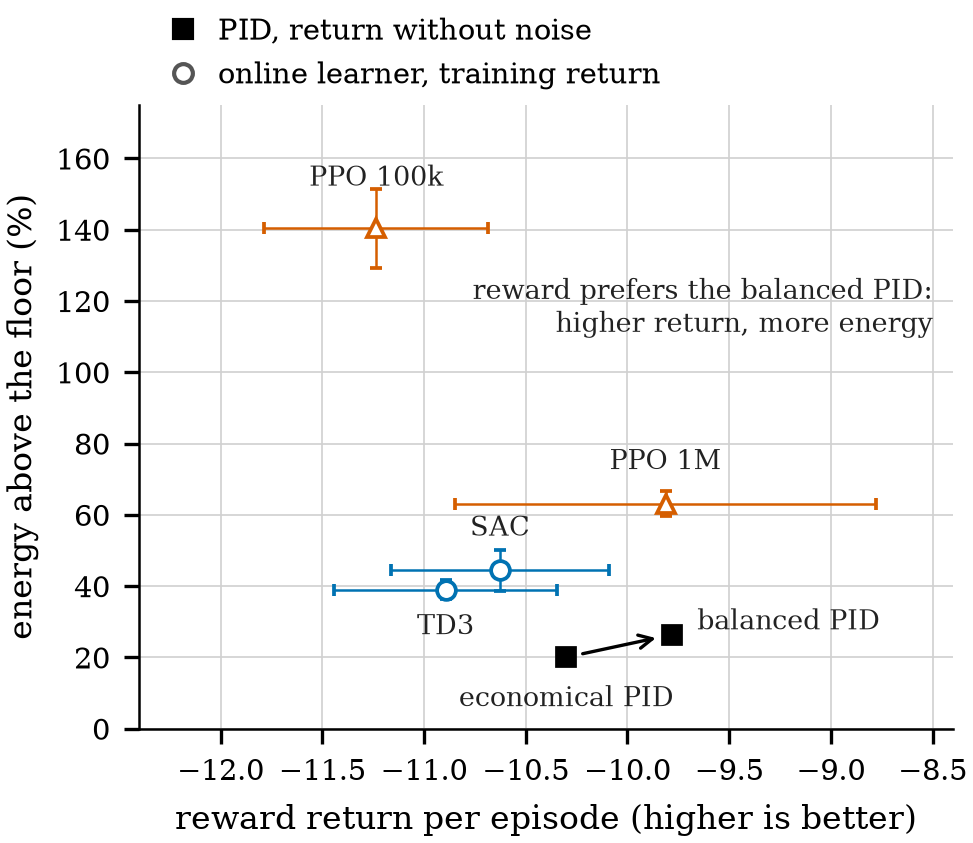 PID, return without noise
online learner, training return
energy above the floor (%)
160
140
120
100
80
60
40
20
0
PPO 100k
reward prefers the balanced PID:
higher return, more energy
PPO 1M
SAC
TD3
balanced PID
economical PID
−12.0 −11.5 −11.0 −10.5 −10.0 −9.5 −9.0 −8.5
reward return per episode (higher is better)